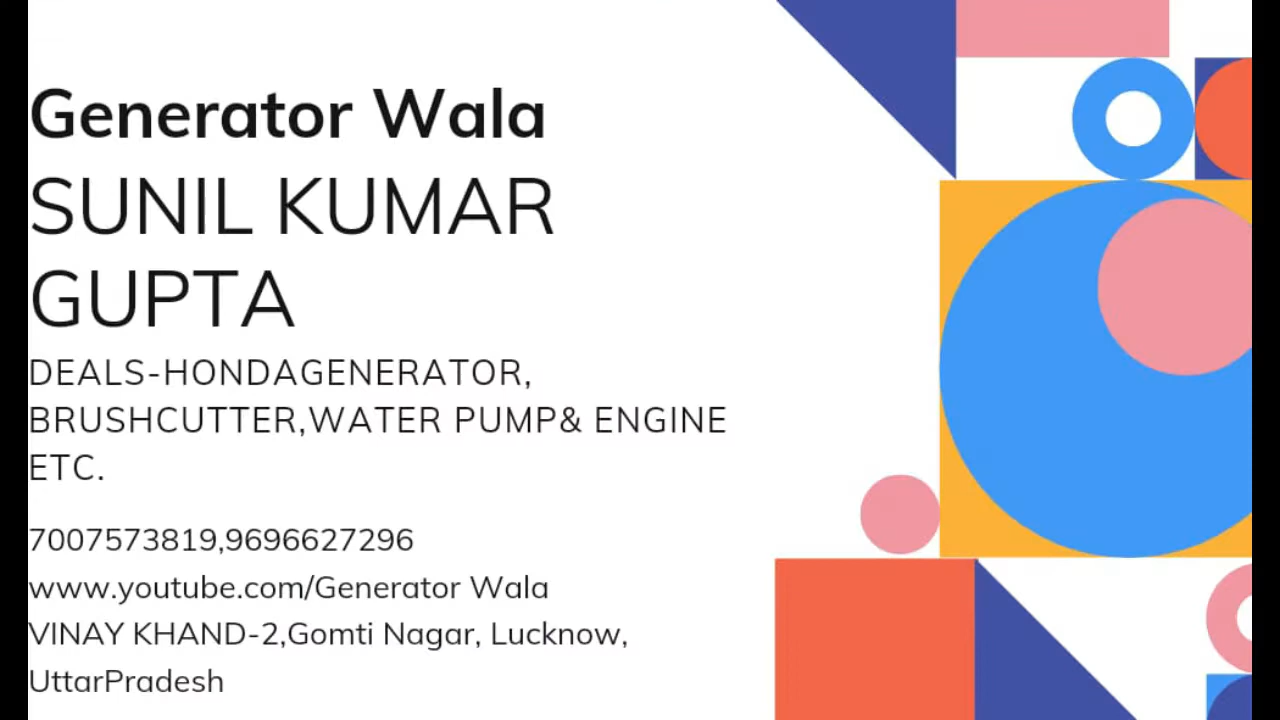 Generator Wala
SUNIL KUMAR
GUPTA
DEALS-HONDAGENERATOR,
BRUSHCUTTER,WATER PUMP& ENGINE
ETC.
7007573819,9696627296
www.youtube.com/Generator Wala
VINAY KHAND-2,Gomti Nagar, Lucknow,
UttarPradesh